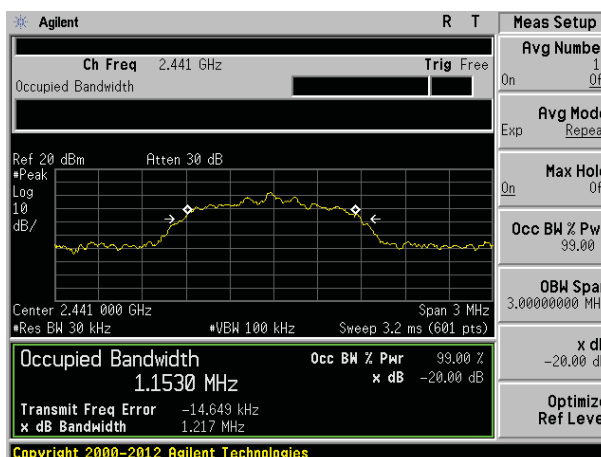 Agilent R T Meas Setup
Ch Freq 2.441 GHz Trig Free
Occupied Bandwidth
Avg Numbe
1
On Of
Avg Mod
Exp Repea
Ref 20 dBm Atten 30 dB
#Peak
Log
10
dB/
Max Hol
On Of
Occ BW % Pw
99.00
OBW Spa
3.00000000 MH
Center 2.441 000 GHz Span 3 MHz
#Res BW 30 kHz #VBW 100 kHz Sweep 3.2 ms (601 pts)
Occupied Bandwidth Occ BW % Pwr 99.00 %
1.1530 MHz x dB -20.00 dB
x d
-20.00 d
Transmit Freq Error -14.649 kHz
x dB Bandwidth 1.217 MHz
Optimiz
Ref Leve
Copyright 2000-2012 Agilent Technologies